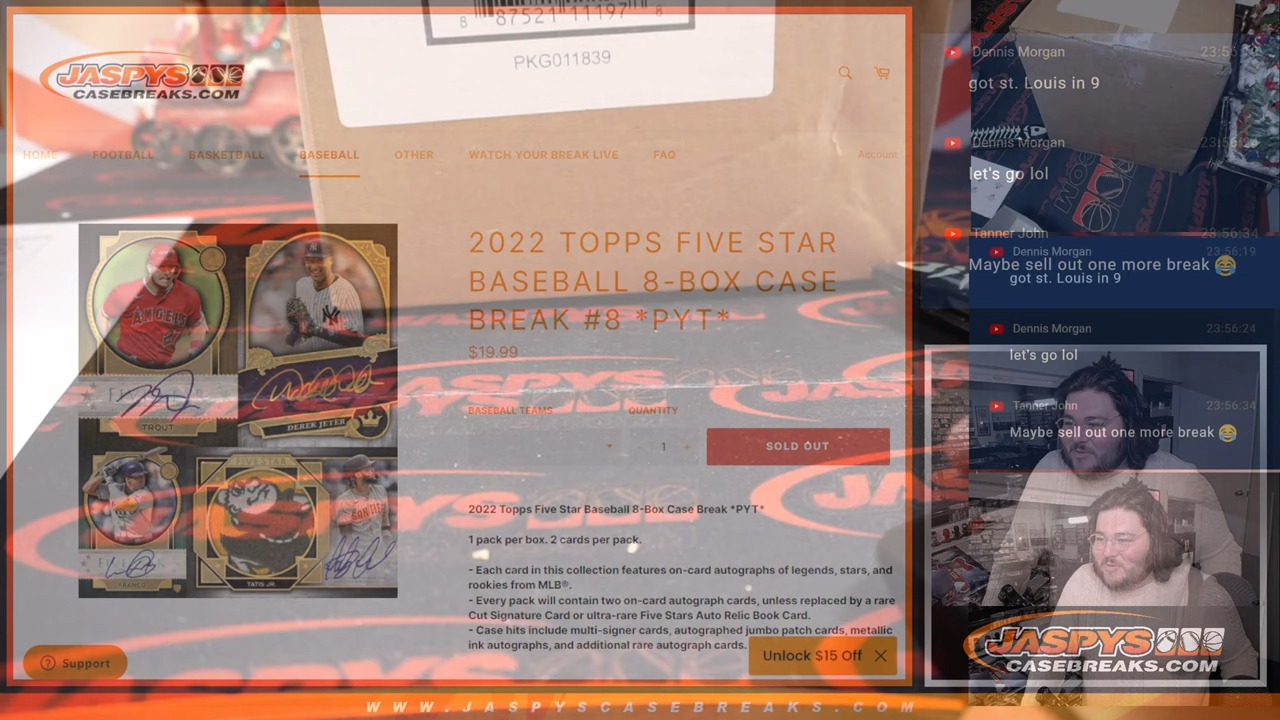 8 87521 11197 8
PKG011839
JASPYS
CASEBREAKS.COM
HOME FOOTBALL BASKETBALL BASEBALL OTHER WATCH YOUR BREAK LIVE FAQ Account
2022 TOPPS FIVE STAR
BASEBALL 8-BOX CASE
BREAK #8 *PYT*
$19.99
BASEBALL TEAMS QUANTITY
1 + SOLD OUT
2022 Topps Five Star Baseball 8-Box Case Break *PYT*
1 pack per box. 2 cards per pack.
- Each card in this collection features on-card autographs of legends, stars, and
rookies from MLB®.
- Every pack will contain two on-card autograph cards, unless replaced by a rare
Cut Signature Card or ultra-rare Five Stars Auto Relic Book Card.
- Case hits include multi-signer cards, autographed jumbo patch cards, metallic
ink autographs, and additional rare autograph cards.
Unlock $15 Off
Support
ANGELS
TROUT
DEREK JETER
FIVE STAR
FRANCO
TATIS JR.
JASPYS
JASPYS
Dennis Morgan
got st. Louis in 9
Dennis Morgan 23:56:24
let's go lol
Tanner John 23:56:34
Maybe sell out one more break 😂
Dennis Morgan 23:56:19
got st. Louis in 9
Dennis Morgan 23:56:24
let's go lol
Tanner John 23:56:34
Maybe sell out one more break 😂
JASPYS
CASEBREAKS.COM
WWW.JASPYSCASEBREAKS.COM